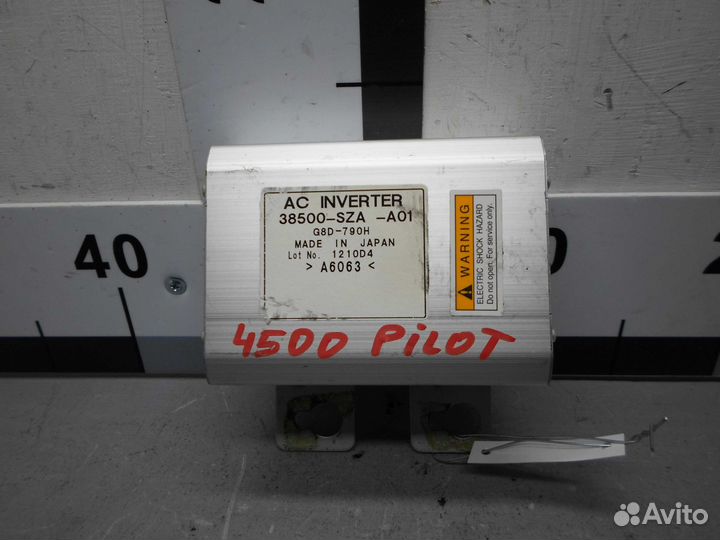 40
20
AC INVERTER
38500-SZA -A01
G8D-790H
MADE IN JAPAN
Lot No. 1210D4
> A6063 <
WARNING
ELECTRIC SHOCK HAZARD
Do not open. For service only.
4500 PILOT
Avito